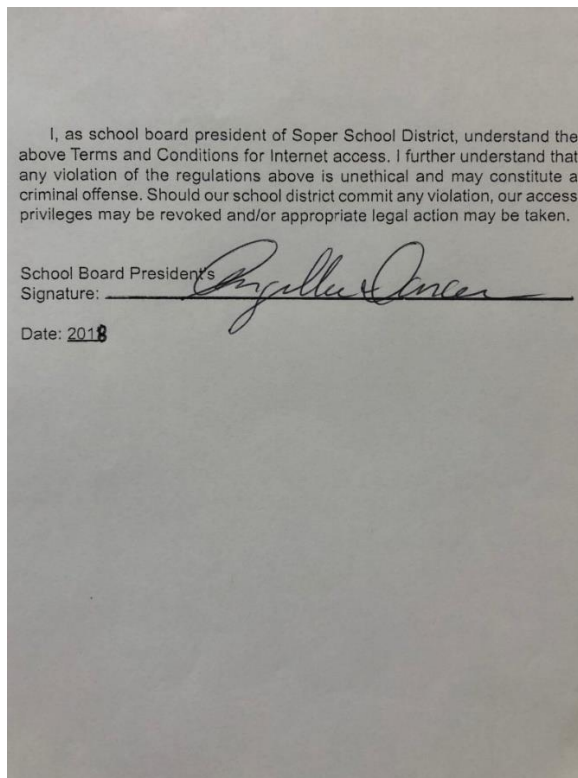 I, as school board president of Soper School District, understand the
above Terms and Conditions for Internet access. I further understand that
any violation of the regulations above is unethical and may constitute a
criminal offense. Should our school district commit any violation, our access
privileges may be revoked and/or appropriate legal action may be taken.
School Board President's
Signature:
Date: 2018